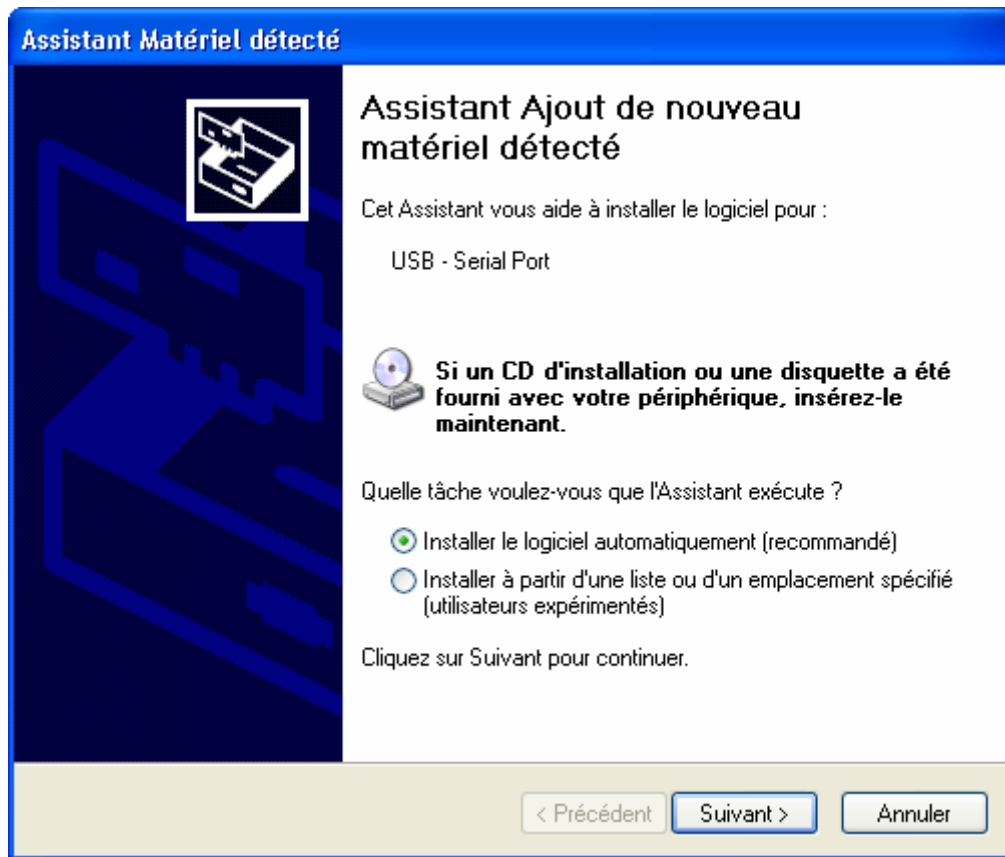 Assistant Matériel détecté
Assistant Ajout de nouveau
matériel détecté
Cet Assistant vous aide à installer le logiciel pour :
USB - Serial Port
Si un CD d'installation ou une disquette a été
fourni avec votre périphérique, insérez-le
maintenant.
Quelle tâche voulez-vous que l'Assistant exécute ?
Installer le logiciel automatiquement (recommandé)
Installer à partir d'une liste ou d'un emplacement spécifié
(utilisateurs expérimentés)
Cliquez sur Suivant pour continuer.
< Précédent Suivant > Annuler